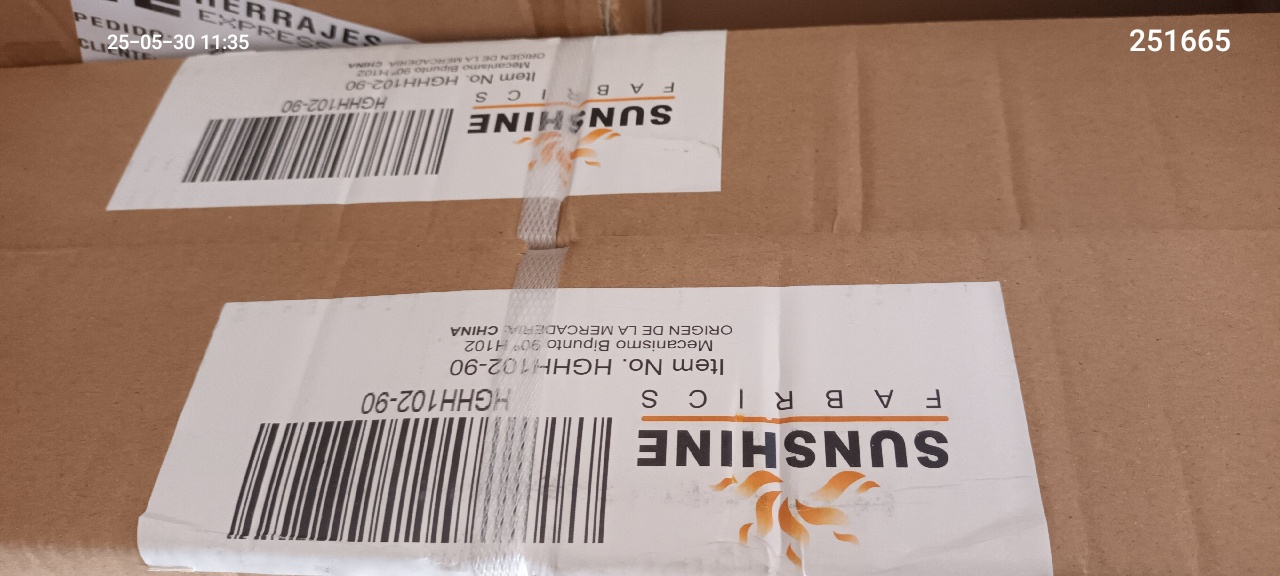 HERRAJES
EXPRESS
PEDIDO
CLIENTE:
25-05-30 11:35
251665
SUNSHINE
FABRICS
HGHH102-90
Item No. HGHH102-90
Mecanismo Bipunto 90° H102
ORIGEN DE LA MERCADERIA: CHINA
SUNSHINE
FABRICS
HGHH102-90
Item No. HGHH102-90
Mecanismo Bipunto 90° H102
ORIGEN DE LA MERCADERIA: CHINA